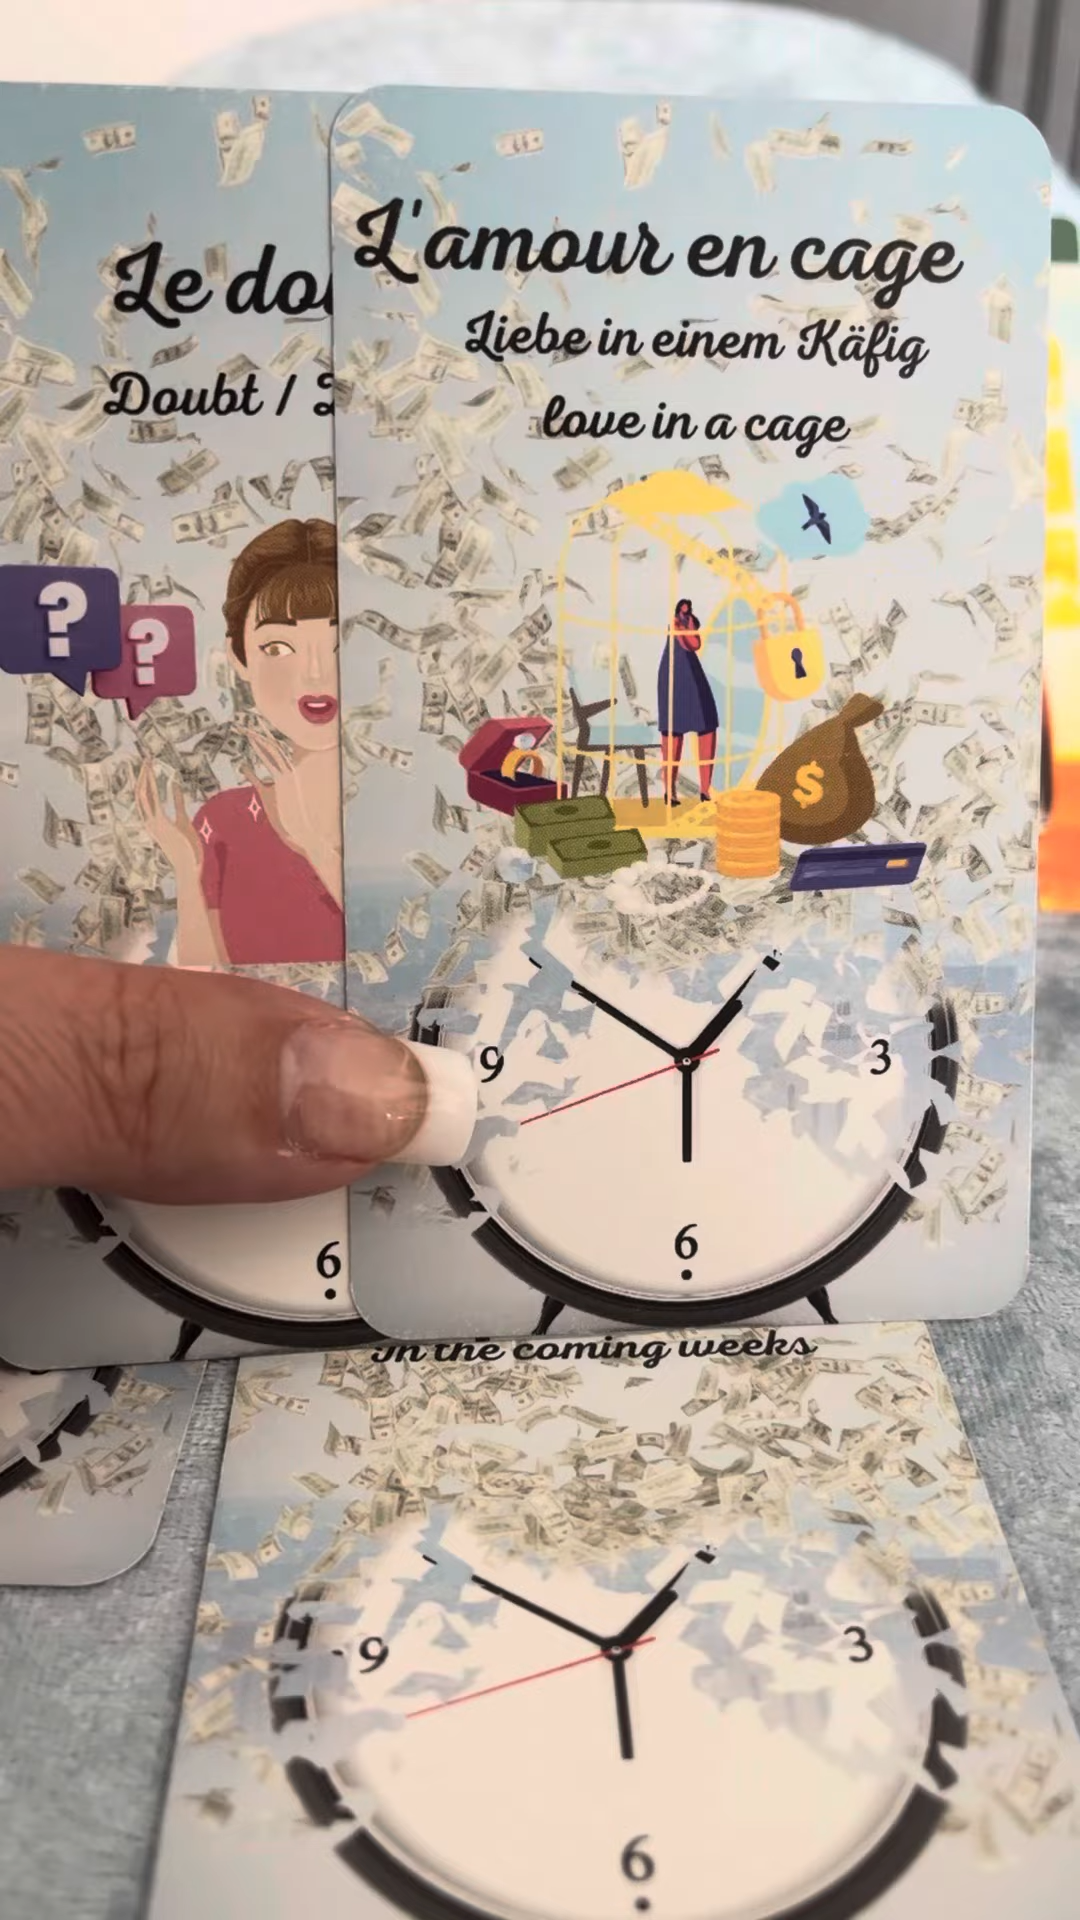 Le dou
Doubt /
? ?
L'amour en cage
Liebe in einem Käfig
love in a cage
$
9 3
6
6
In the coming weeks
9 3
6